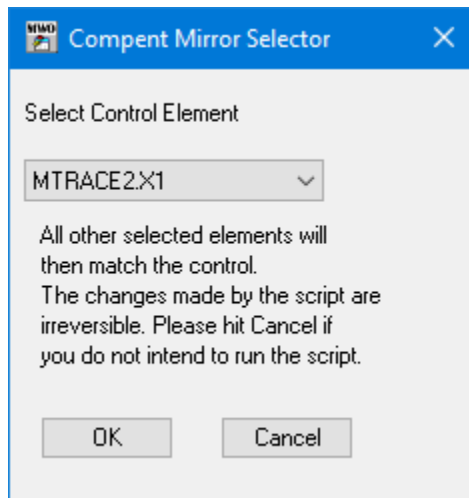 MWO
Compent Mirror Selector
Select Control Element
MTRACE2.X1
All other selected elements will
then match the control.
The changes made by the script are
irreversible. Please hit Cancel if
you do not intend to run the script.
OK
Cancel